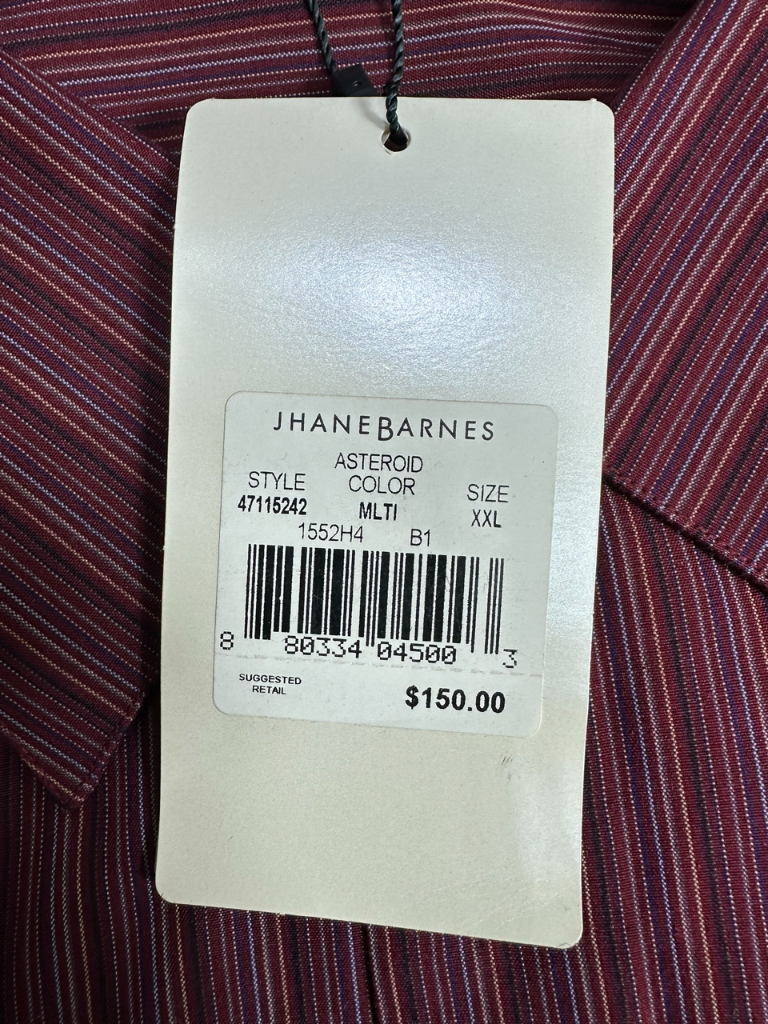 JHANEBARNES
ASTEROID
STYLE COLOR SIZE
47115242 MLTI XXL
1552H4 B1
8 80334 04500 3
SUGGESTED
RETAIL
$150.00